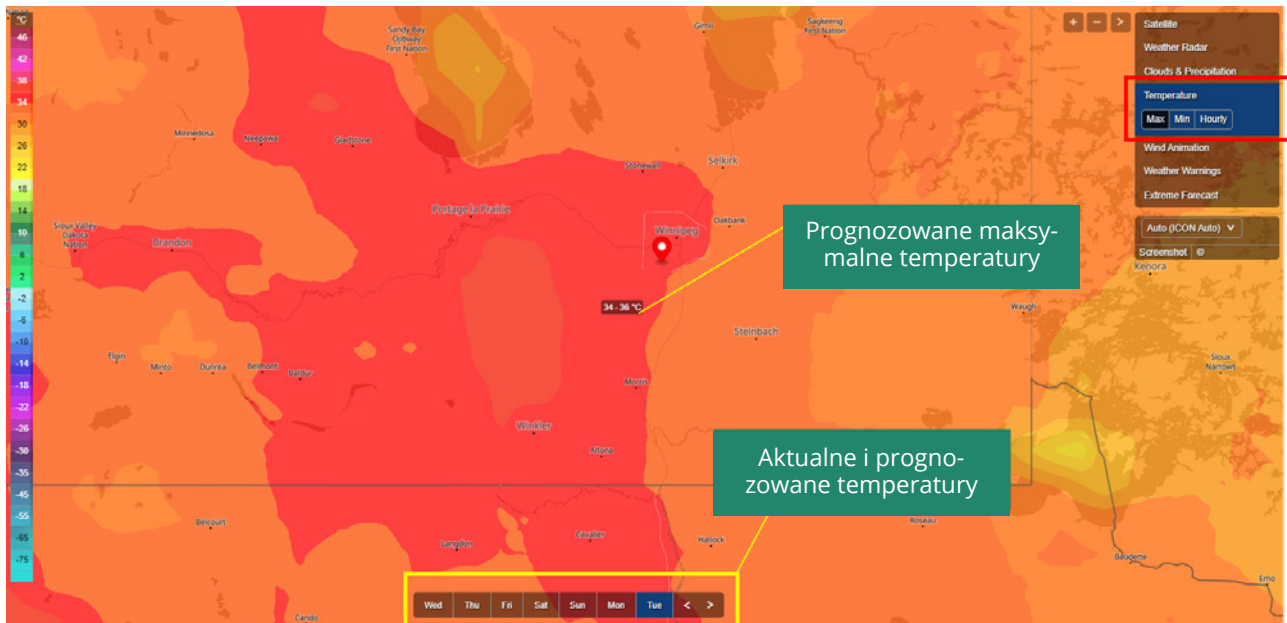 °C
46
42
38
34
30
26
22
18
14
10
6
2
-2
-6
-10
-14
-18
-22
-26
-30
-35
-45
-55
-65
-75
Sandy Bay
Ojibway
First Nation
Gimli
Sagkeeng
First Nation
+ − >
Satellite
Weather Radar
Clouds & Precipitation
Temperature
Max Min Hourly
Wind Animation
Weather Warnings
Extreme Forecast
Auto (ICON Auto) ∨
Screenshot ©
Minnedosa
Neepawa
Gladstone
Stonewall
Selkirk
Portage la Prairie
Oakbank
Winnipeg
Sioux Valley
Dakota
Nation
Brandon
Prognozowane maksy-
malne temperatury
Kenora
34 - 36 °C
Waugh
Steinbach
Elgin
Minto
Dunrea
Belmont
Baldur
Morris
Sioux
Narrows
Winkler
Altona
Aktualne i progno-
zowane temperatury
Belcourt
Langdon
Cavalier
Hallock
Roseau
Baudette
Emo
Cando
Wed Thu Fri Sat Sun Mon Tue < >